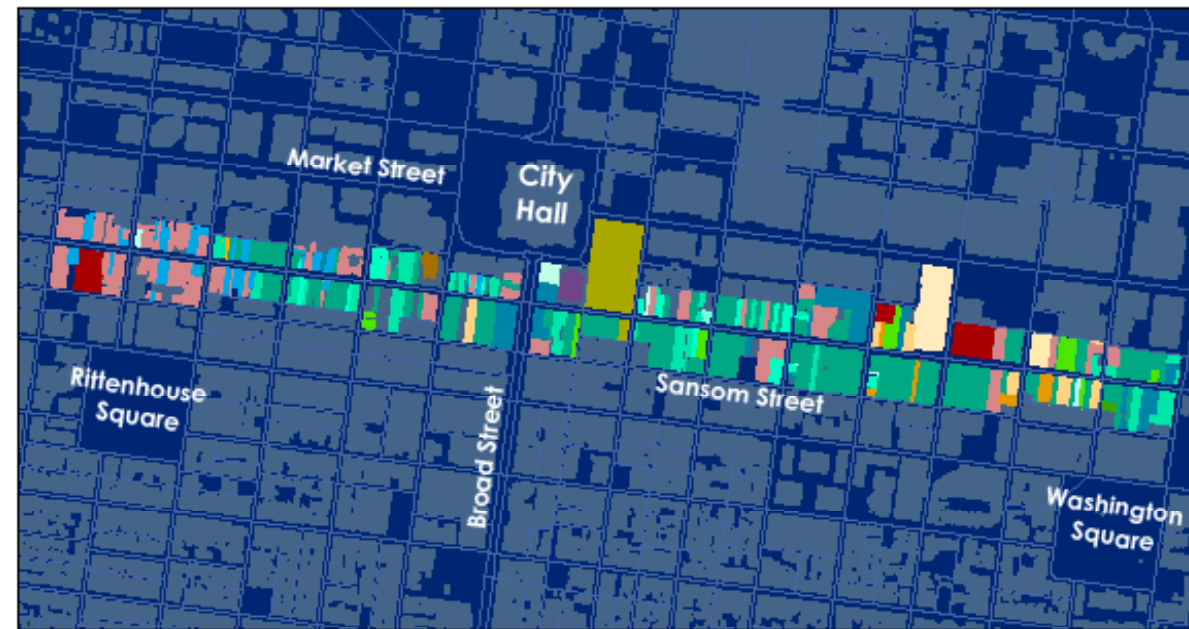 Market Street
City
Hall
Rittenhouse
Square
Broad Street
Sansom Street
Washington
Square